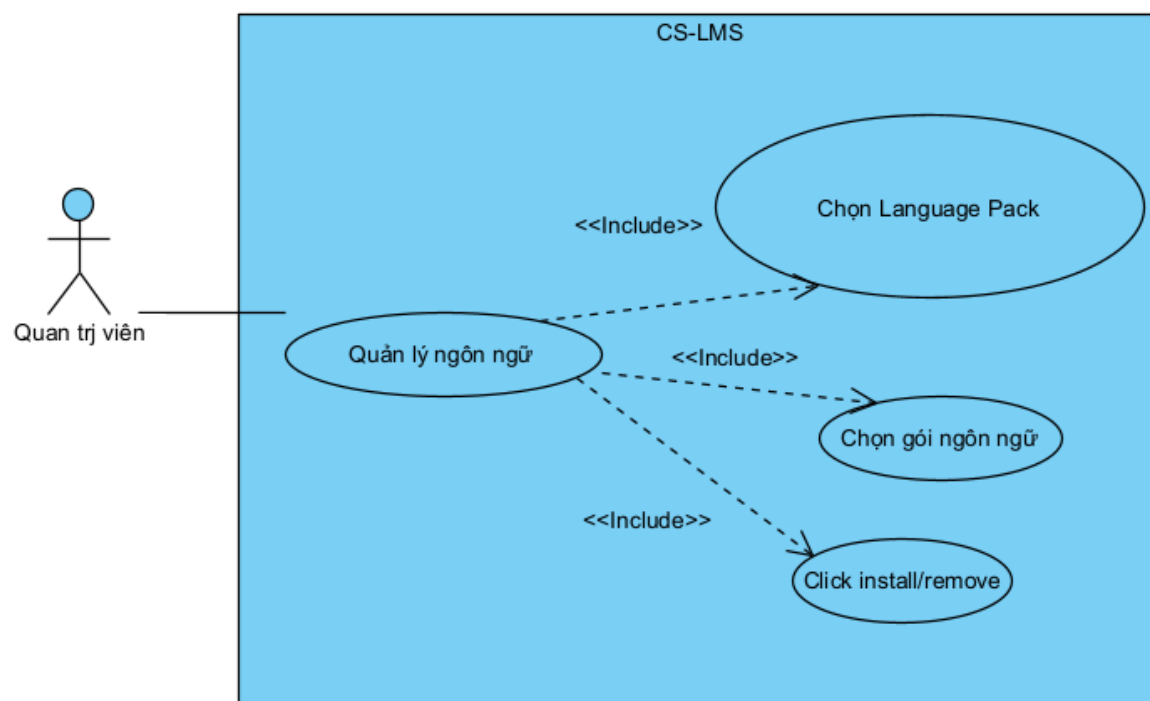 CS-LMS
Chọn Language Pack
<<Include>>
Quan trị viên
Quản lý ngôn ngữ
<<Include>>
Chọn gói ngôn ngữ
<<Include>>
Click install/remove